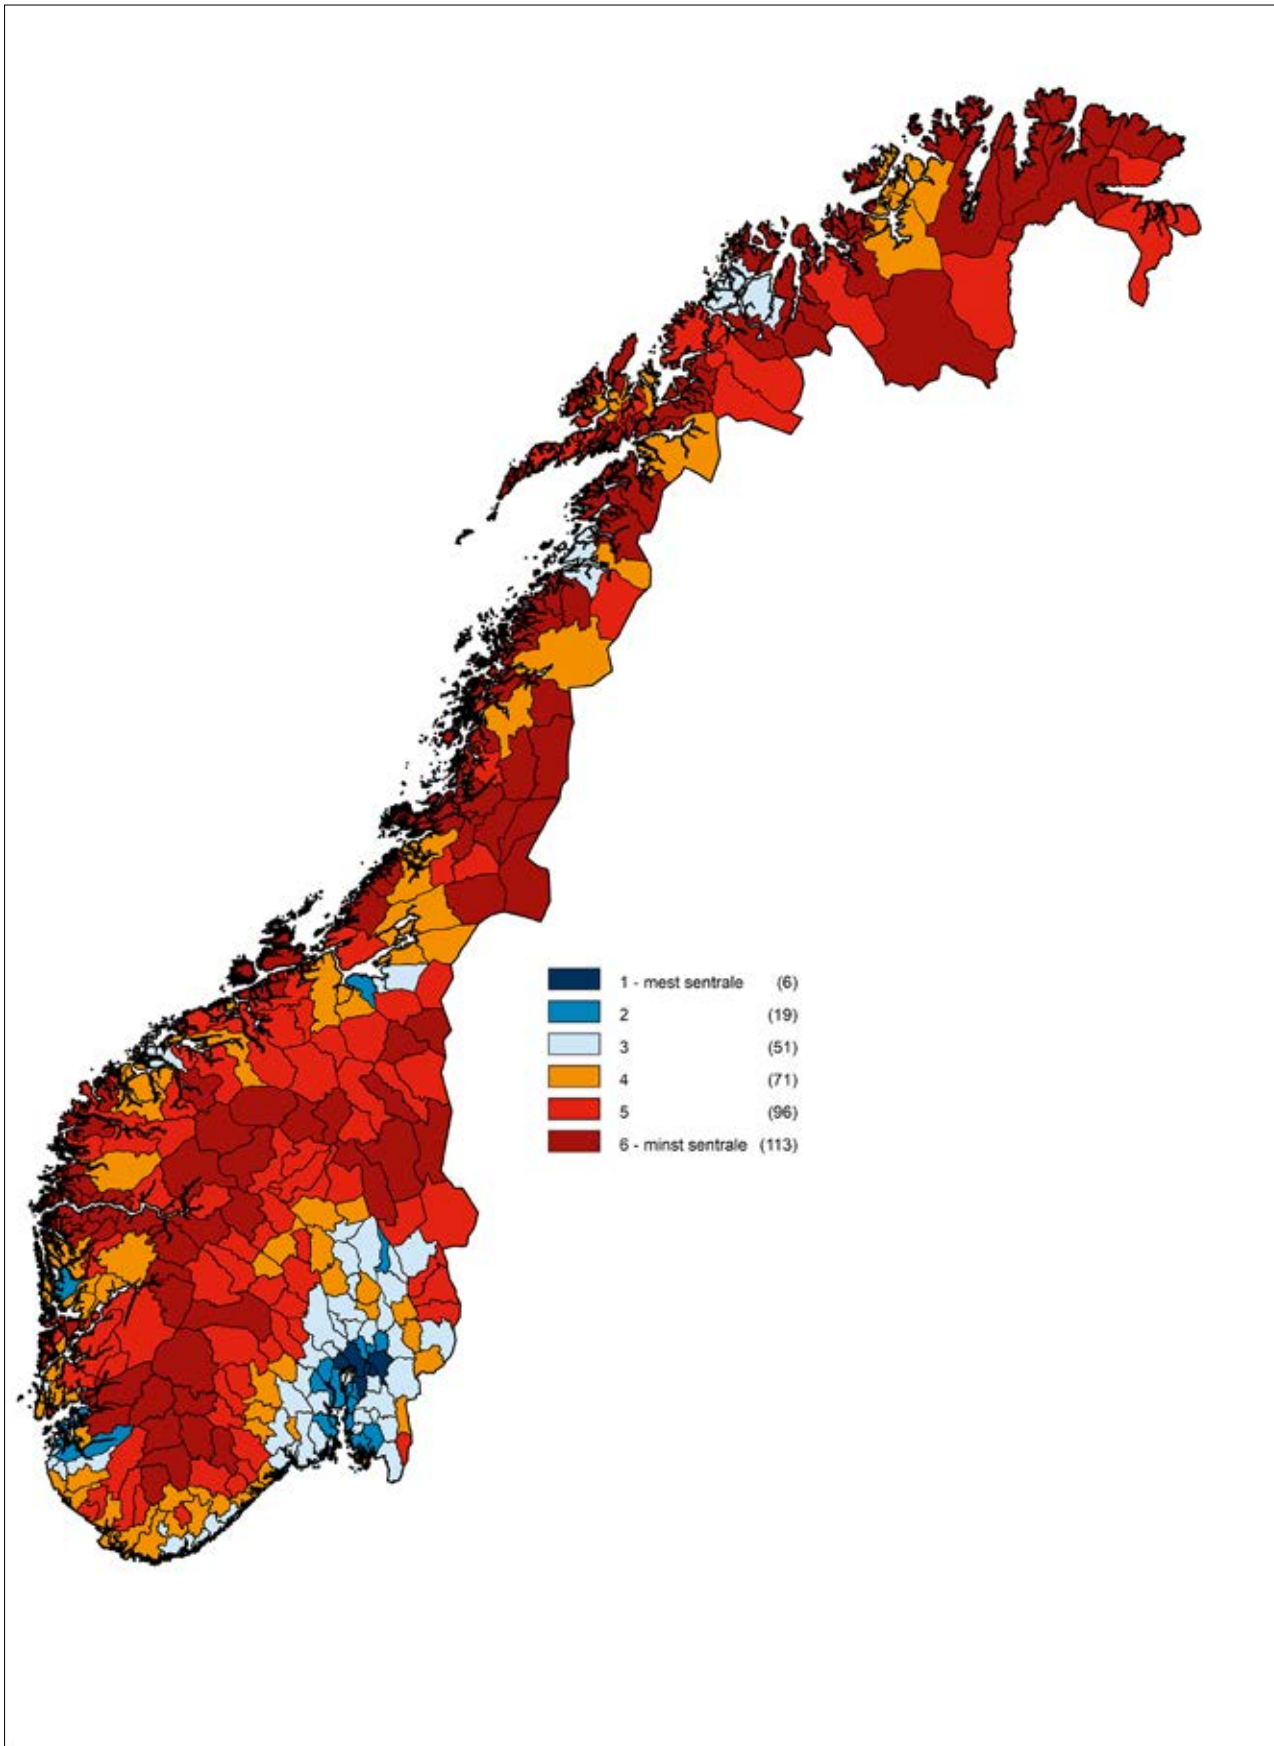 1 - mest sentrale (6)
2 (19)
3 (51)
4 (71)
5 (96)
6 - minst sentrale (113)